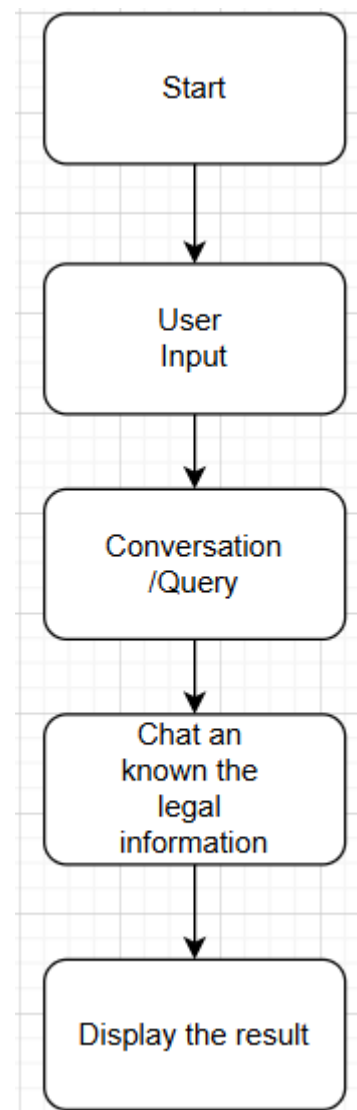 Start
User
Input
Conversation
/Query
Chat an
known the
legal
information
Display the result